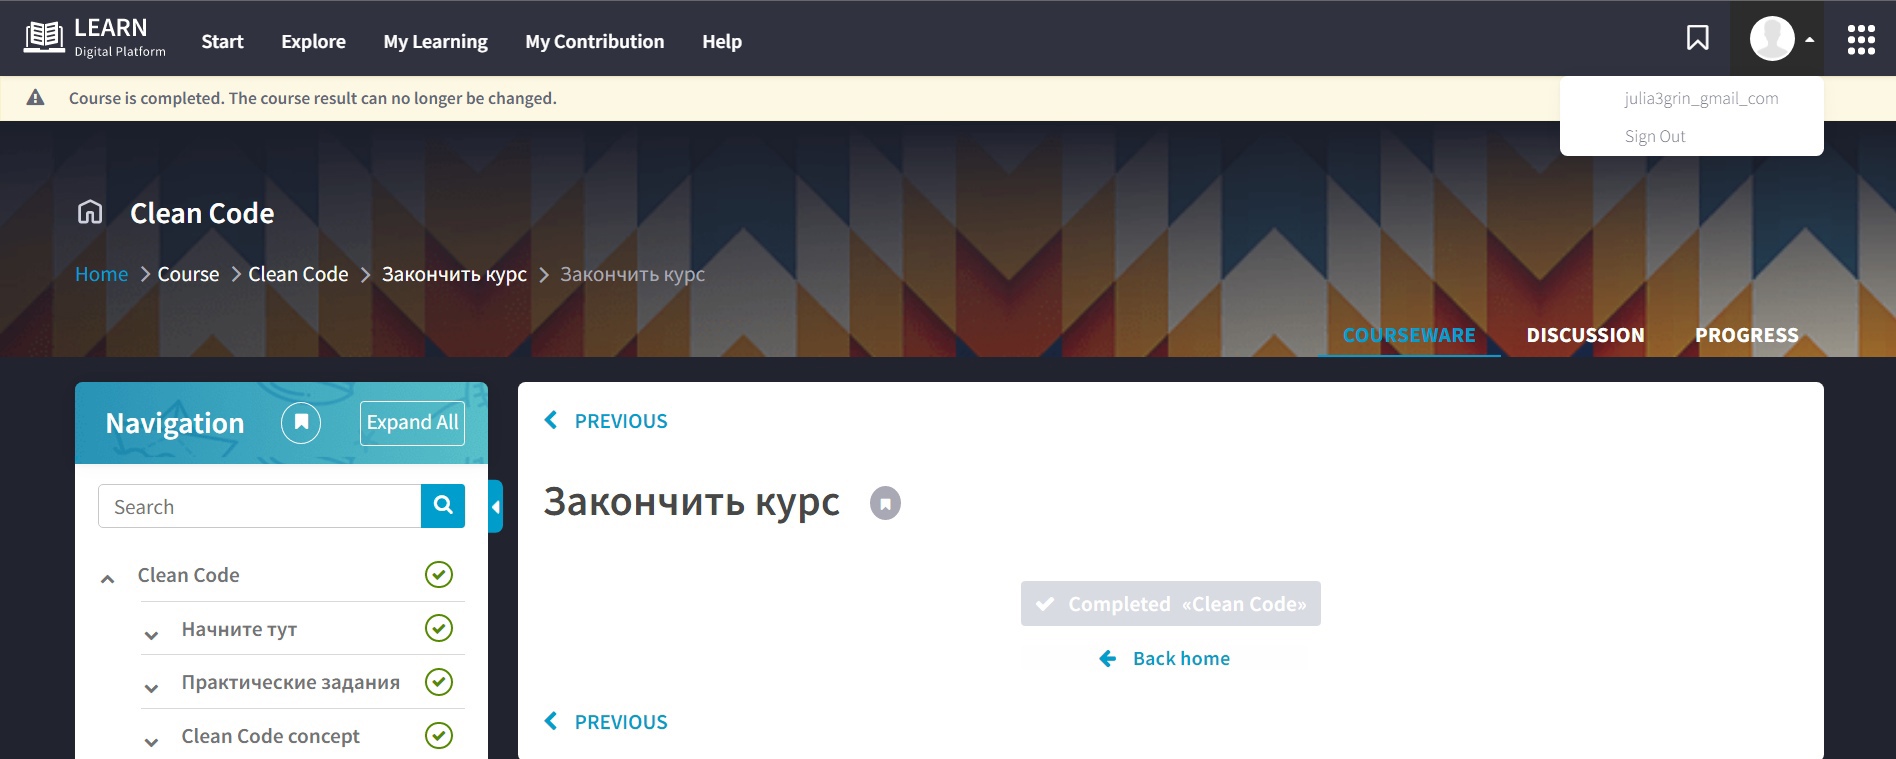 LEARN
Digital Platform
Start Explore My Learning My Contribution Help
Course is completed. The course result can no longer be changed.
julia3grin_gmail_com
Sign Out
Clean Code
Home Course Clean Code Закончить курс Закончить курс
COURSEWARE DISCUSSION PROGRESS
Navigation Expand All
Search
Clean Code
Начните тут
Практические задания
Clean Code concept
PREVIOUS
Закончить курс
Completed «Clean Code»
Back home
PREVIOUS